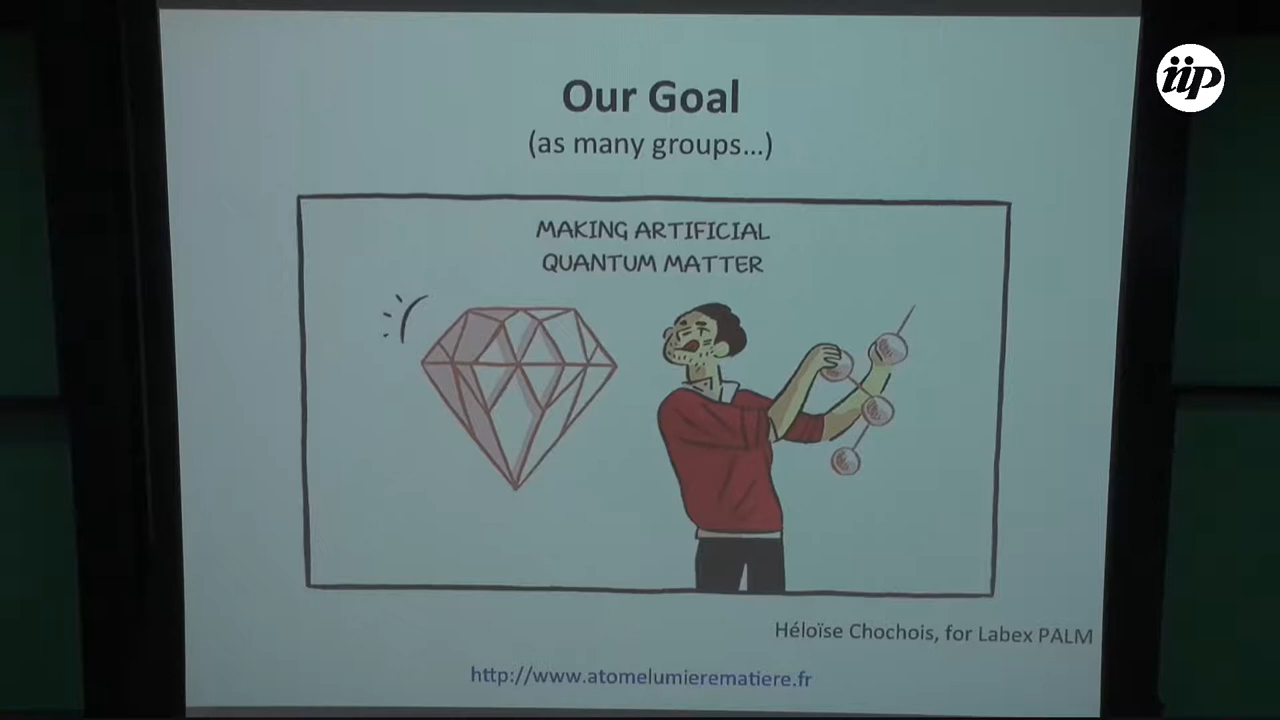 iip
Our Goal
(as many groups...)
MAKING ARTIFICIAL
QUANTUM MATTER
Héloïse Chochois, for Labex PALM
http://www.atomelumierematiere.fr